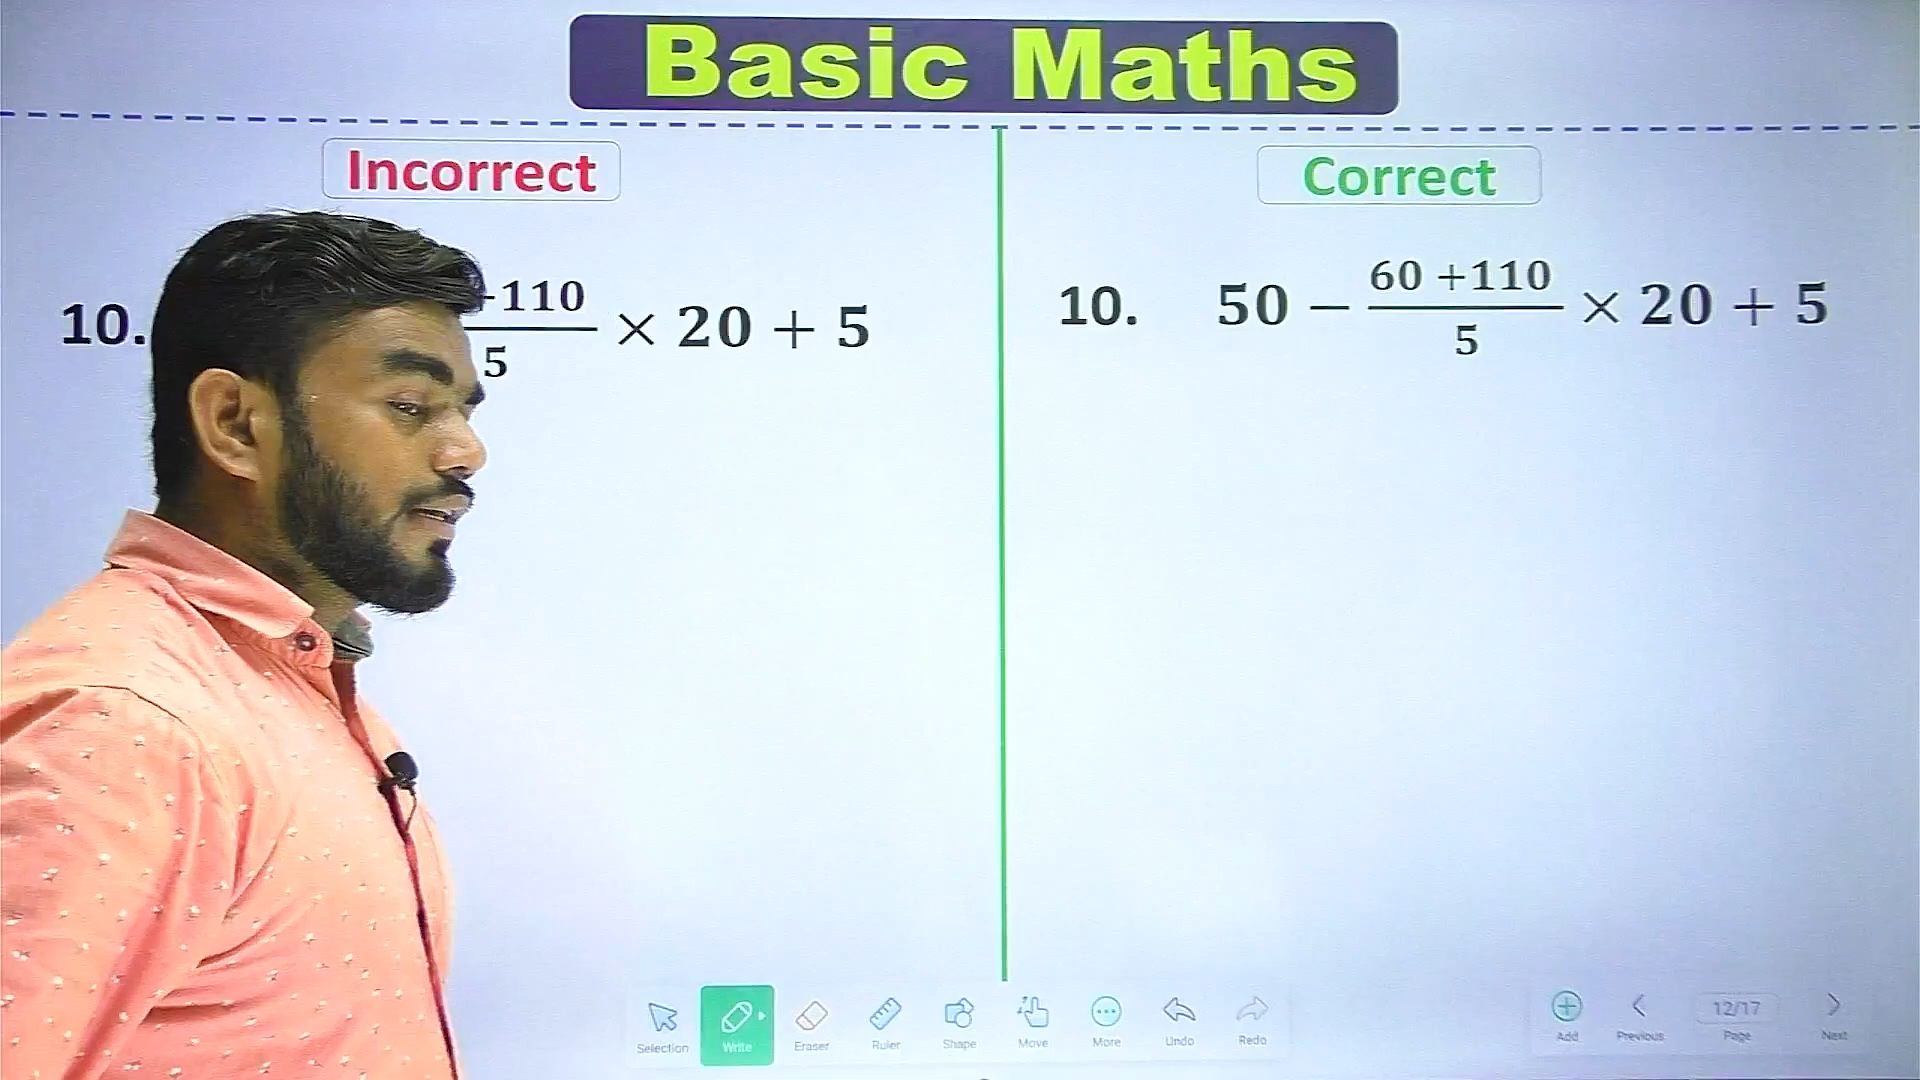 Basic Maths
Incorrect
Correct
10. +110/5 × 20 + 5
10. 50 − 60 +110/5 × 20 + 5
Selection
Write
Eraser
Ruler
Shape
Move
More
Undo
Redo
Add
Previous
12/17
Page
Next